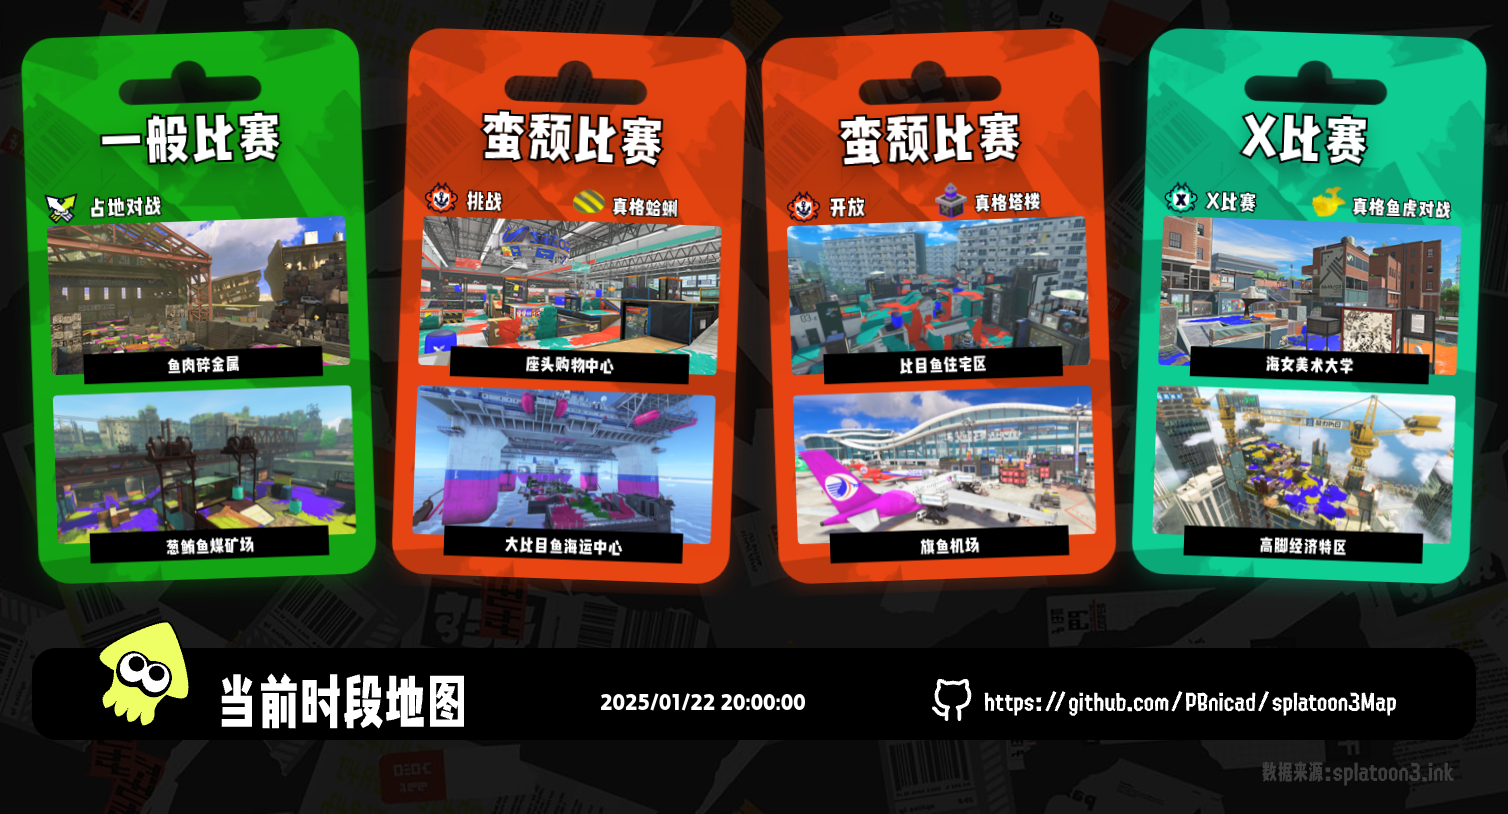 一般比赛
占地对战
鱼肉碎金属
葱鲔鱼煤矿场
蛮颓比赛
挑战
真格蛤蜊
座头购物中心
大比目鱼海运中心
蛮颓比赛
开放
真格塔楼
比目鱼住宅区
旗鱼机场
X比赛
X比赛
真格鱼虎对战
海女美术大学
高脚经济特区
当前时段地图
2025/01/22 20:00:00
https://github.com/PBnicad/splatoon3Map
数据来源:splatoon3.ink